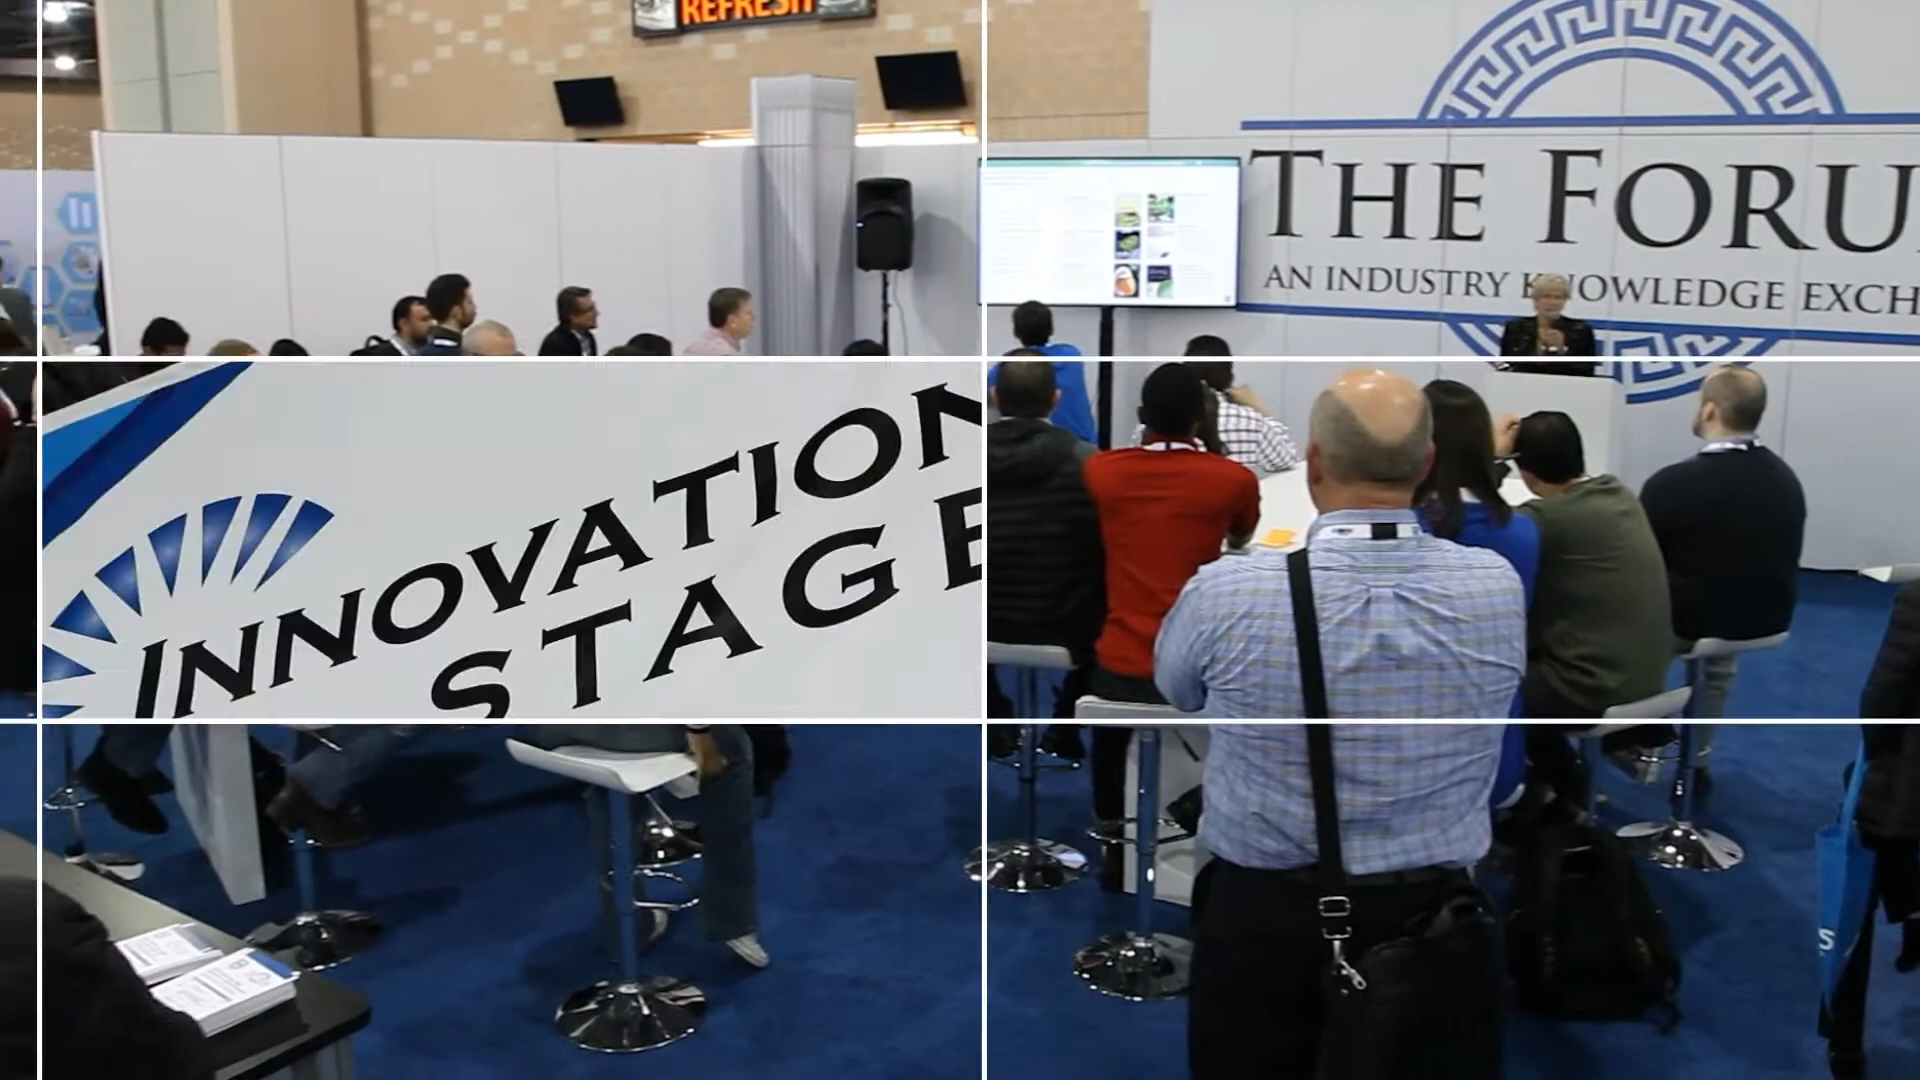 REFRESH
THE FORU
AN INDUSTRY KNOWLEDGE EXCH
INNOVATION
STAGE
S